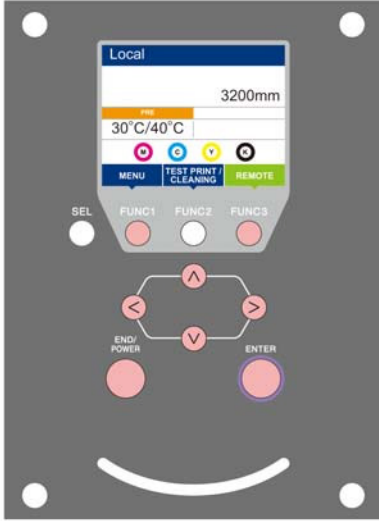 Local
3200mm
PRE
30°C/40°C
M C Y K
MENU TEST PRINT / CLEANING REMOTE
SEL FUNC1 FUNC2 FUNC3
END/
POWER
ENTER